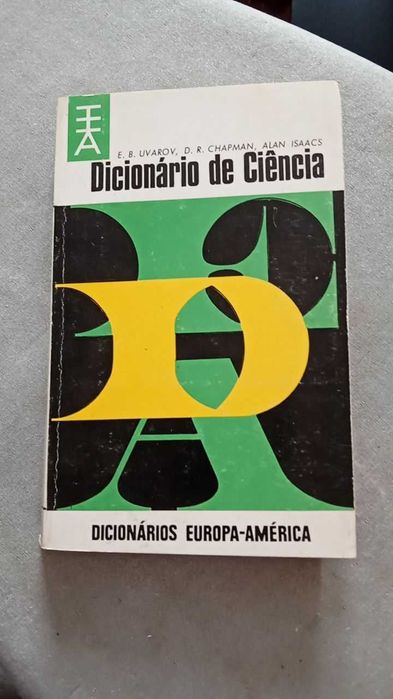 E. B. UVAROV, D. R. CHAPMAN, ALAN ISAACS
Dicionário de Ciência
D
DICIONÁRIOS EUROPA-AMÉRICA